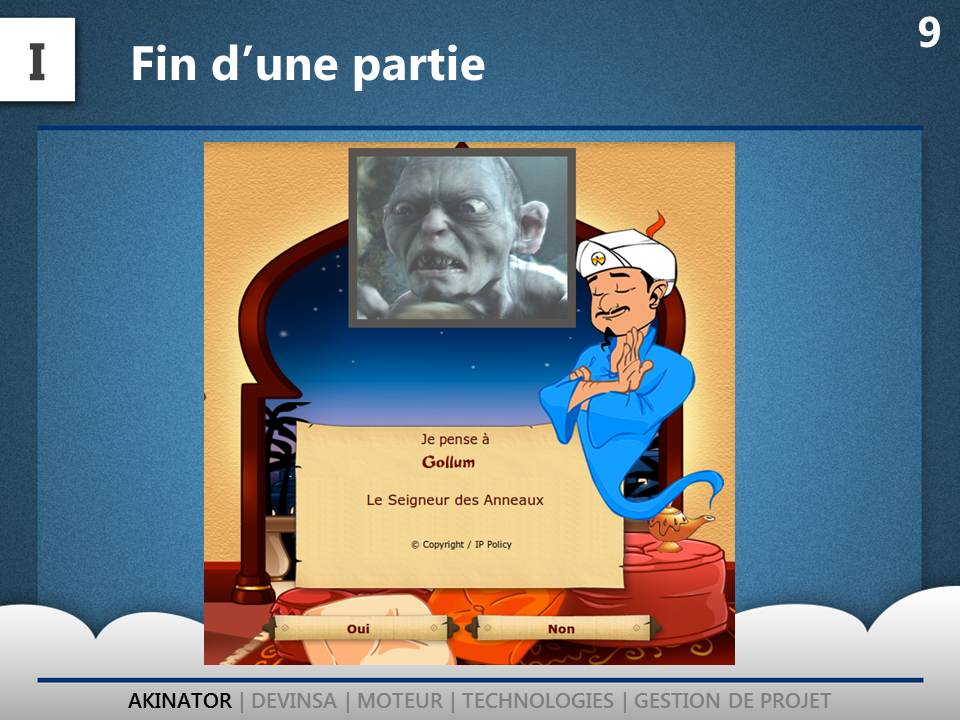 I
Fin d’une partie
9
Je pense à
Gollum
Le Seigneur des Anneaux
© Copyright / IP Policy
Oui
Non
AKINATOR | DEVINSA | MOTEUR | TECHNOLOGIES | GESTION DE PROJET